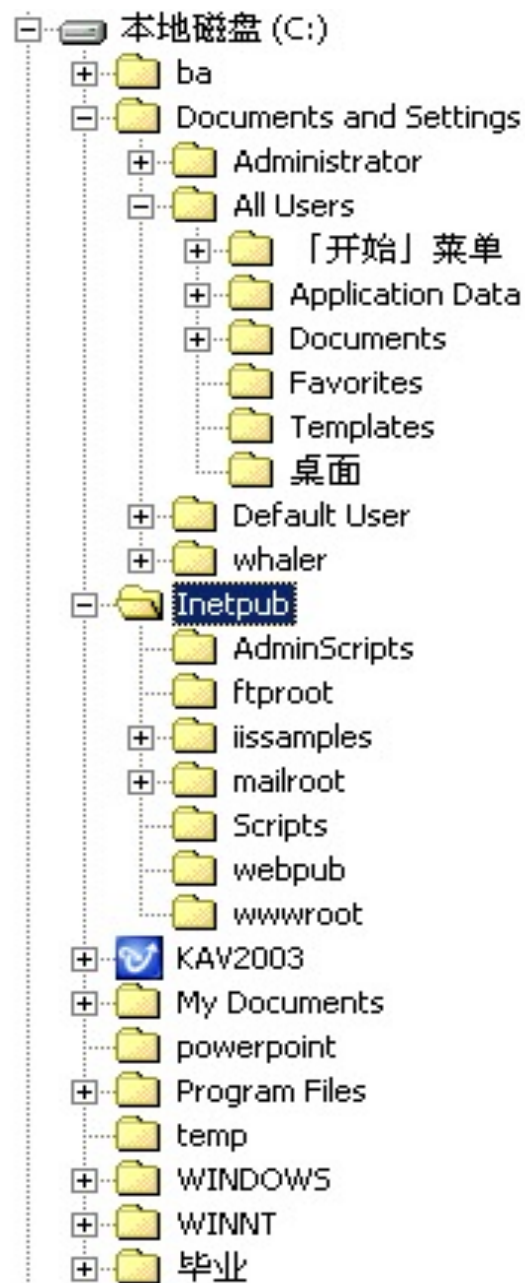 本地磁盘 (C:)
ba
Documents and Settings
Administrator
All Users
「开始」菜单
Application Data
Documents
Favorites
Templates
桌面
Default User
whaler
Inetpub
AdminScripts
ftproot
iissamples
mailroot
Scripts
webpub
wwwroot
KAV2003
My Documents
powerpoint
Program Files
temp
WINDOWS
WINNT
毕业